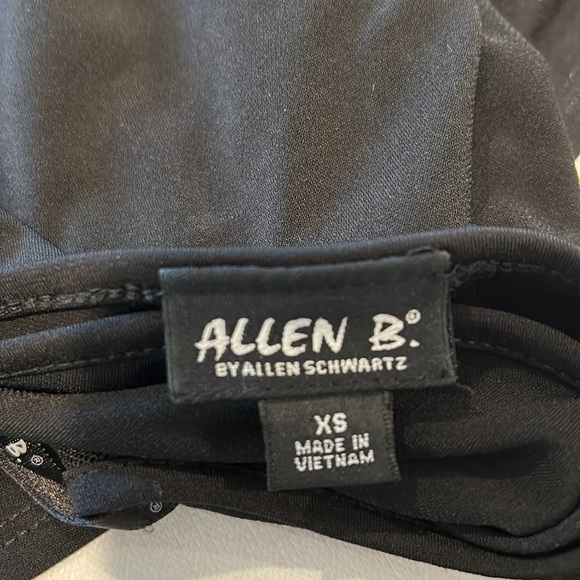 ALLEN B.®
BY ALLEN SCHWARTZ
XS
MADE IN
VIETNAM
®
®